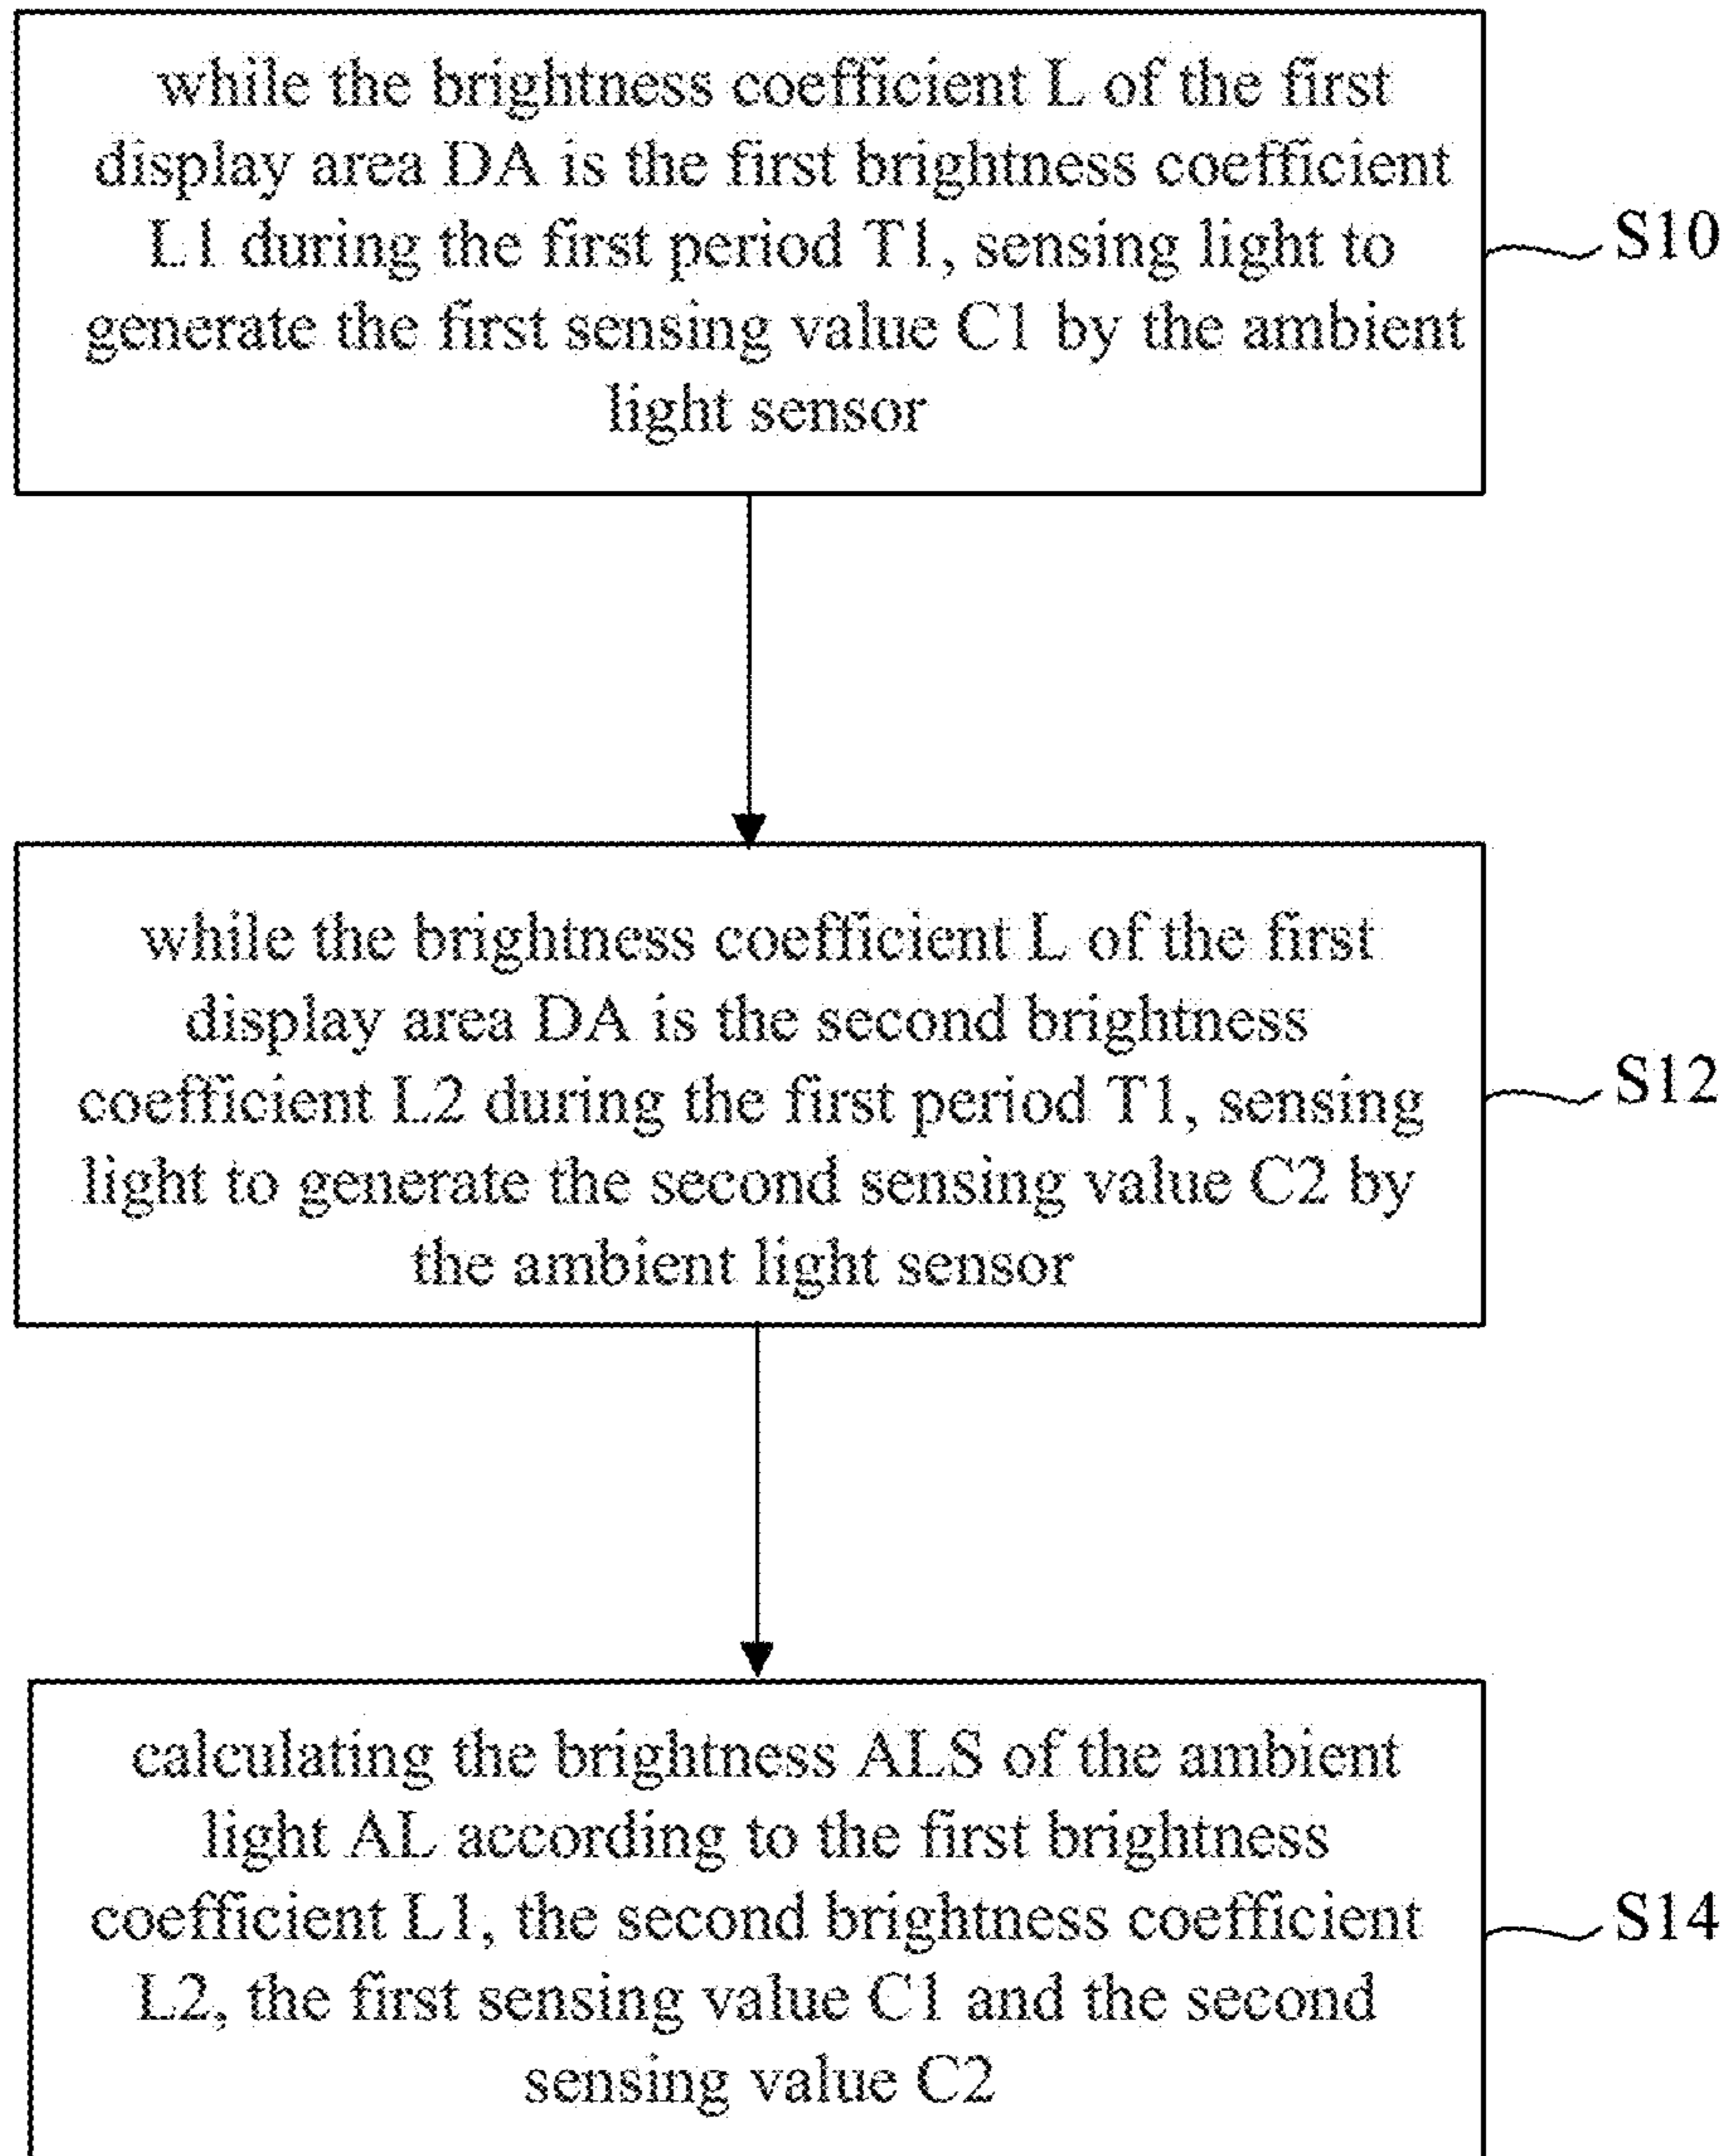 while the brightness coefficient L of the first
display area DA is the first brightness coefficient
L1 during the first period T1, sensing light to
generate the first sensing value C1 by the ambient
light sensor
S10
while the brightness coefficient L of the first
display area DA is the second brightness
coefficient L2 during the first period T1, sensing
light to generate the second sensing value C2 by
the ambient light sensor
S12
calculating the brightness ALS of the ambient
light AL according to the first brightness
coefficient L1, the second brightness coefficient
L2, the first sensing value C1 and the second
sensing value C2
S14